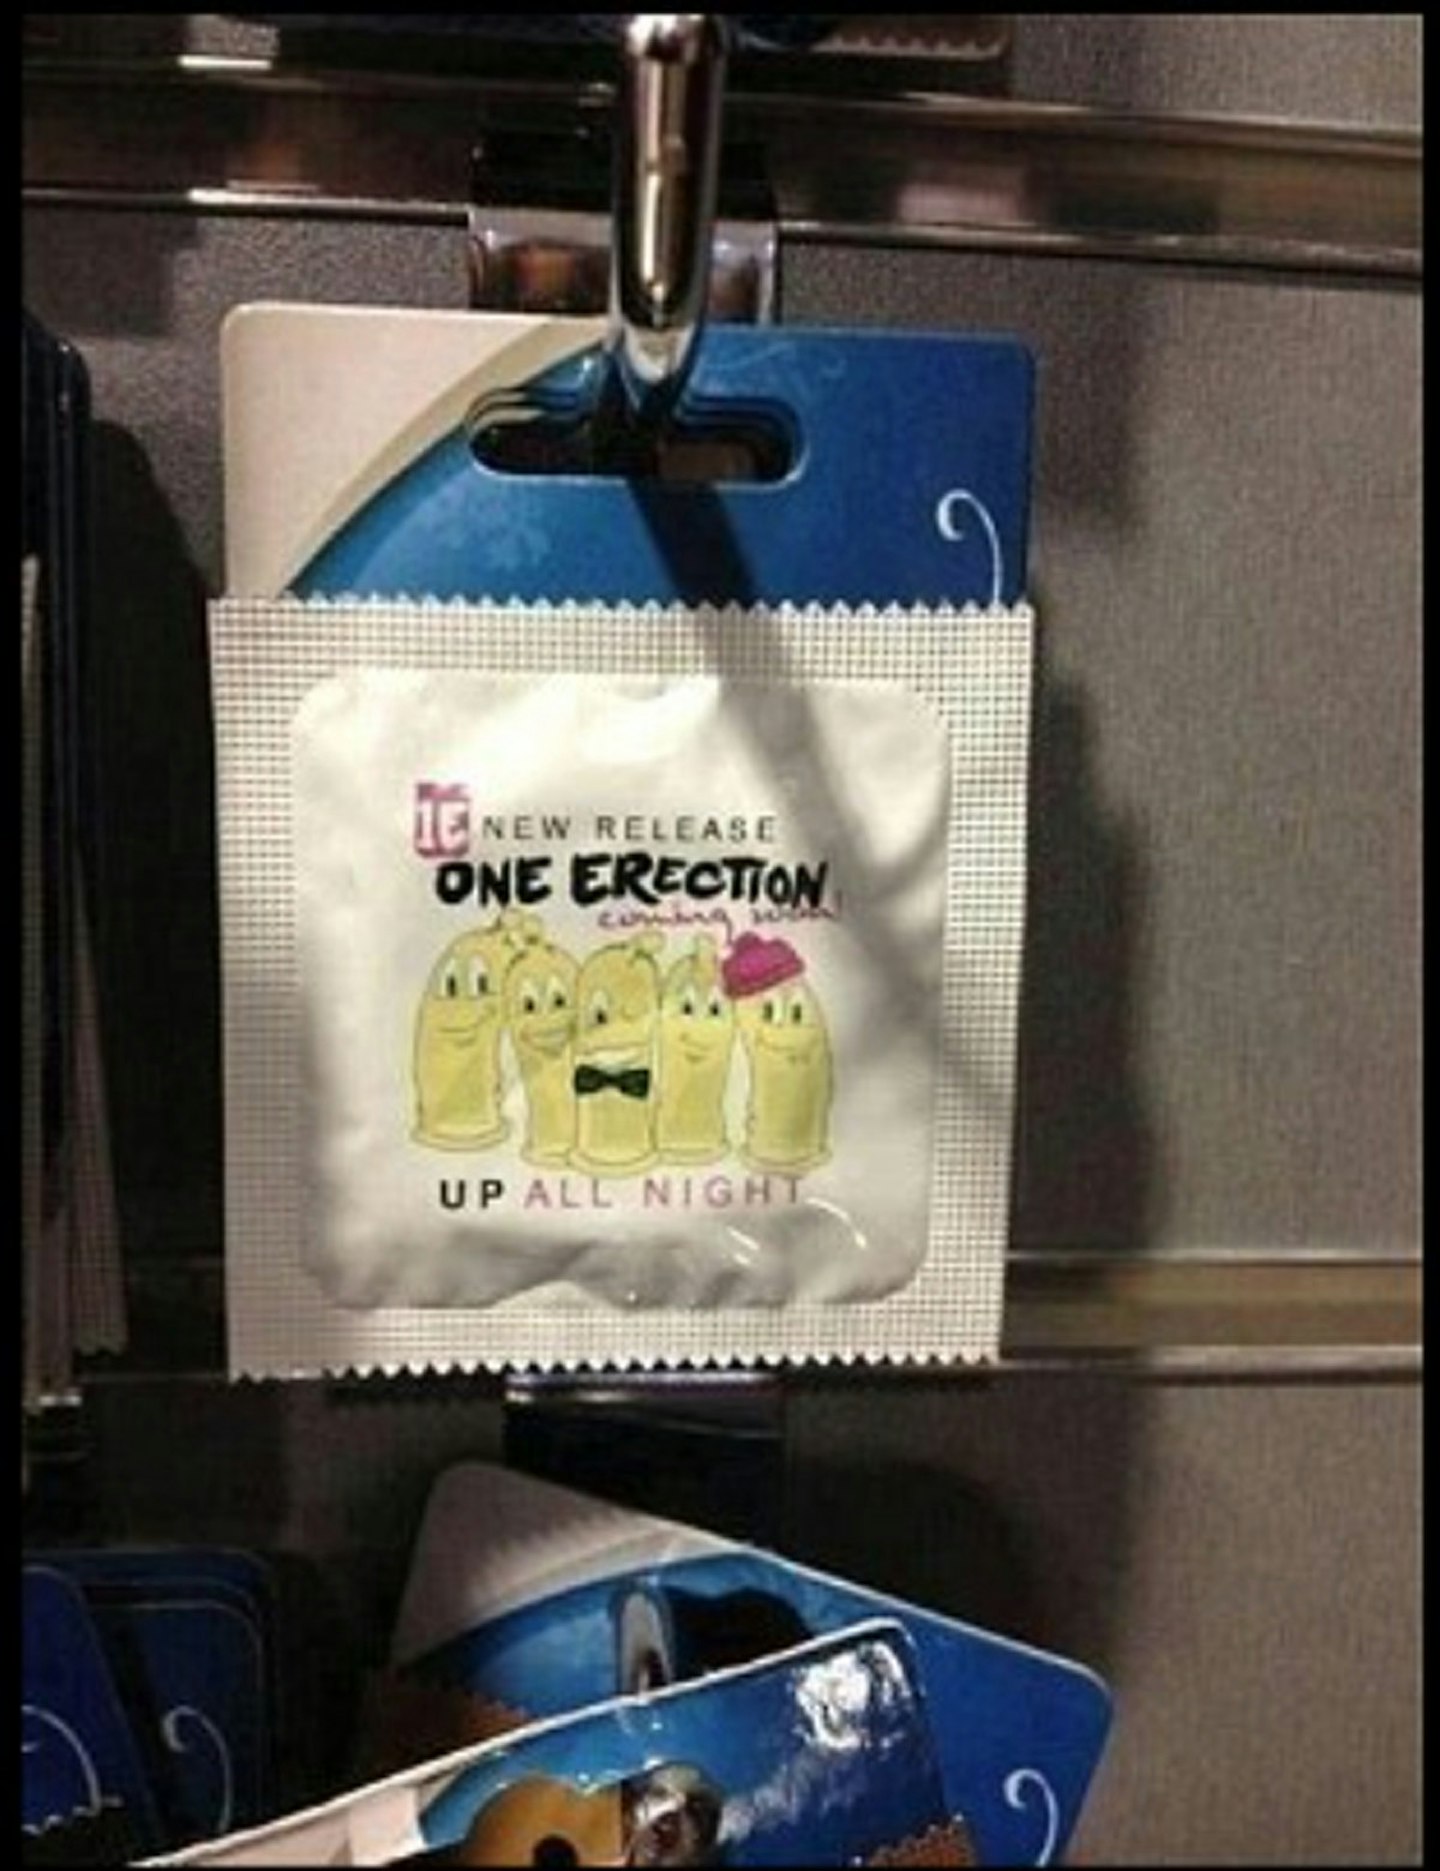 1E NEW RELEASE
ONE ERECTION
coming soon!
UP ALL NIGHT